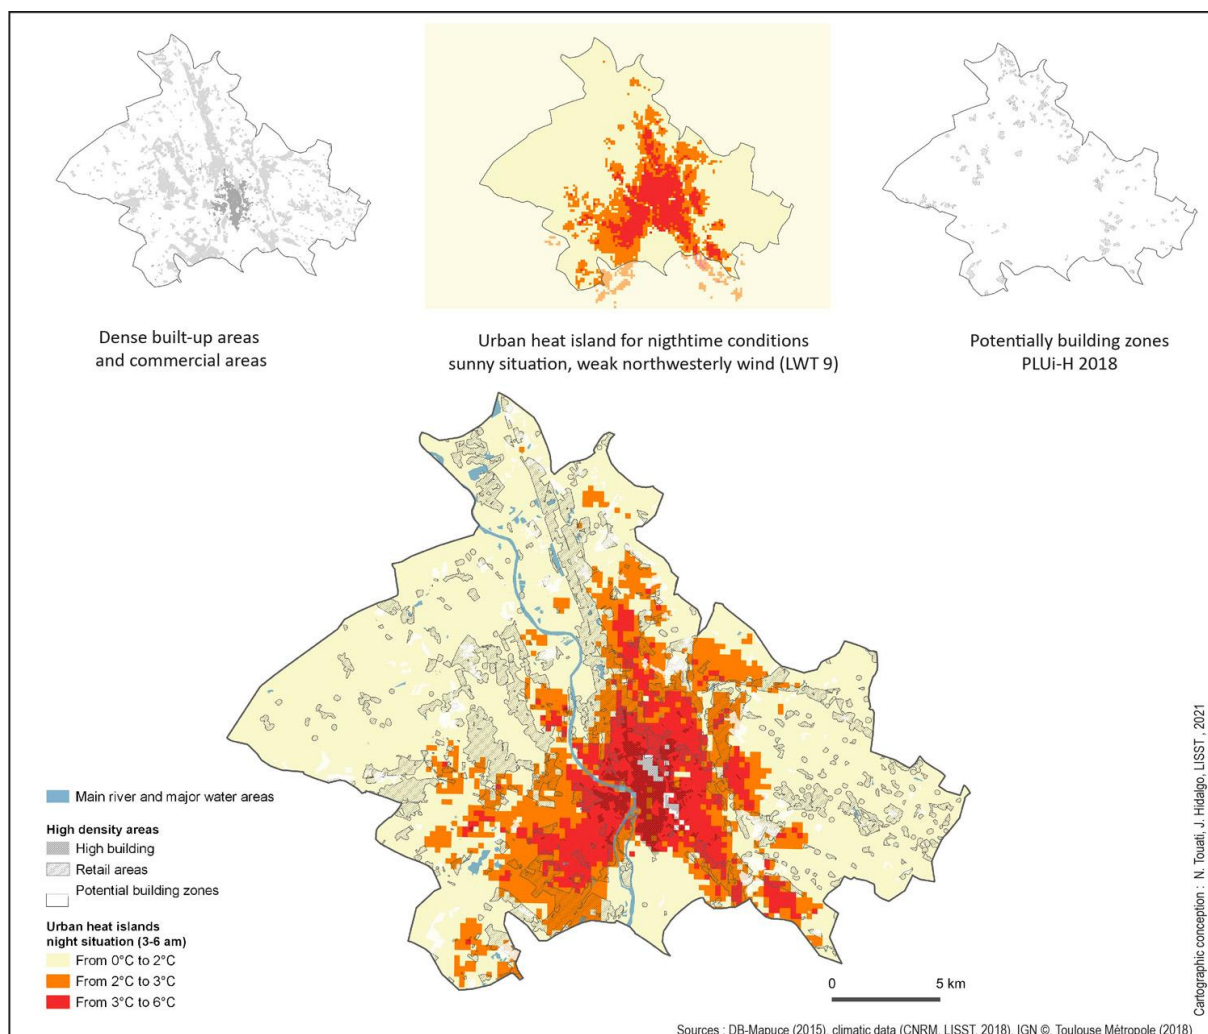 Dense built-up areas
and commercial areas
Urban heat island for nigthtime conditions
sunny situation, weak northwesterly wind (LWT 9)
Potentially building zones
PLUi-H 2018
Main river and major water areas
High density areas
High building
Retail areas
Potential building zones
Urban heat islands
night situation (3-6 am)
From 0°C to 2°C
From 2°C to 3°C
From 3°C to 6°C
0 5 km
Cartographic conception : N. Touati, J. Hidalgo, LISST , 2021
Sources : DB-Mapuce (2015), climatic data (CNRM, LISST, 2018), IGN ©, Toulouse Métropole (2018)